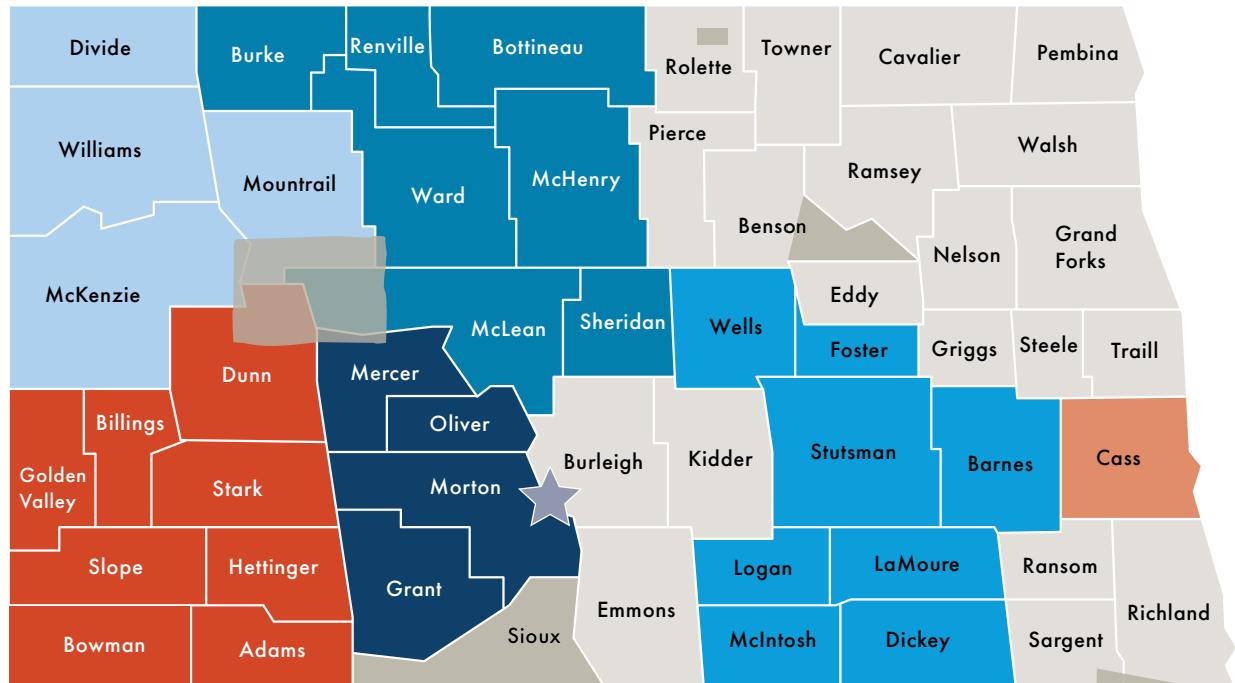 Divide
Burke
Renville
Bottineau
Rolette
Towner
Cavalier
Pembina
Williams
Mountrail
Ward
McHenry
Pierce
Benson
Ramsey
Walsh
Nelson
Grand
Forks
McKenzie
McLean
Sheridan
Wells
Eddy
Foster
Griggs
Steele
Traill
Dunn
Mercer
Oliver
Billings
Golden
Valley
Stark
Morton
Burleigh
Kidder
Stutsman
Barnes
Cass
Slope
Hettinger
Grant
Emmons
Logan
LaMoure
Ransom
Richland
Bowman
Adams
Sioux
McIntosh
Dickey
Sargent